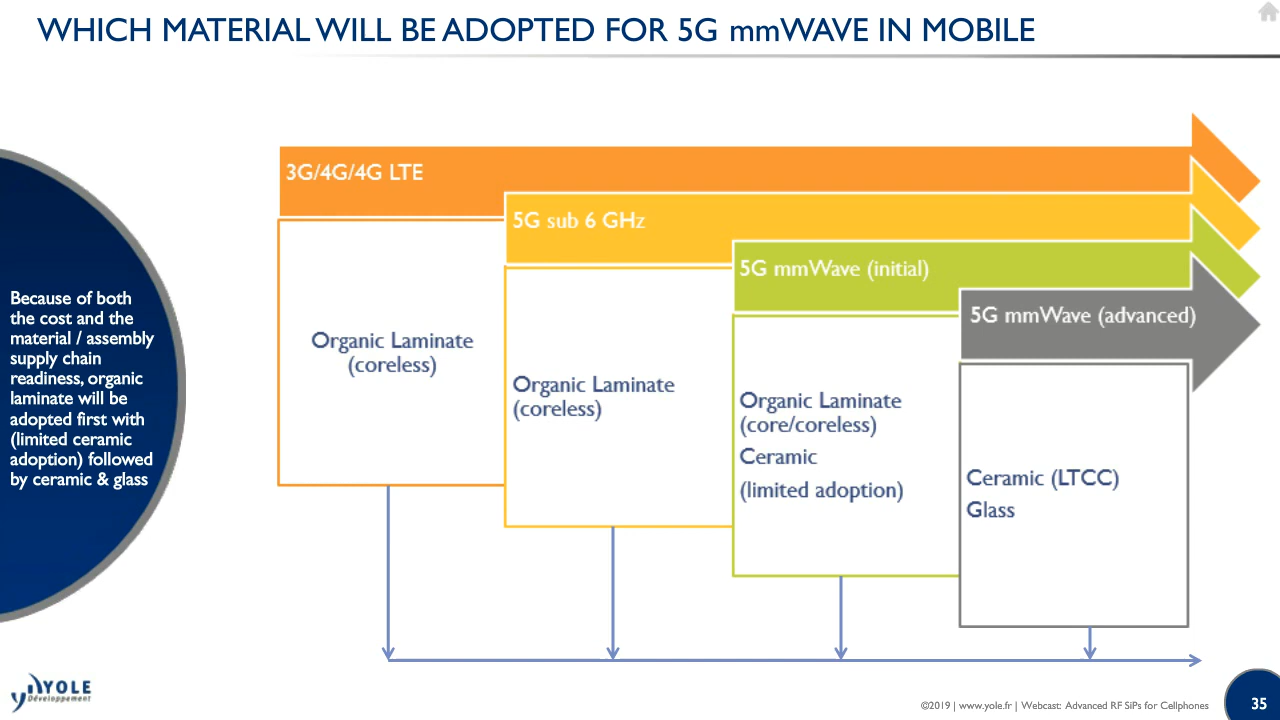 WHICH MATERIAL WILL BE ADOPTED FOR 5G mmWAVE IN MOBILE
Because of both
the cost and the
material / assembly
supply chain
readiness, organic
laminate will be
adopted first with
(limited ceramic
adoption) followed
by ceramic & glass
3G/4G/4G LTE
Organic Laminate
(coreless)
5G sub 6 GHz
Organic Laminate
(coreless)
5G mmWave (initial)
Organic Laminate
(core/coreless)
Ceramic
(limited adoption)
5G mmWave (advanced)
Ceramic (LTCC)
Glass
YOLE
Développement
©2019 | www.yole.fr | Webcast: Advanced RF SiPs for Cellphones
35